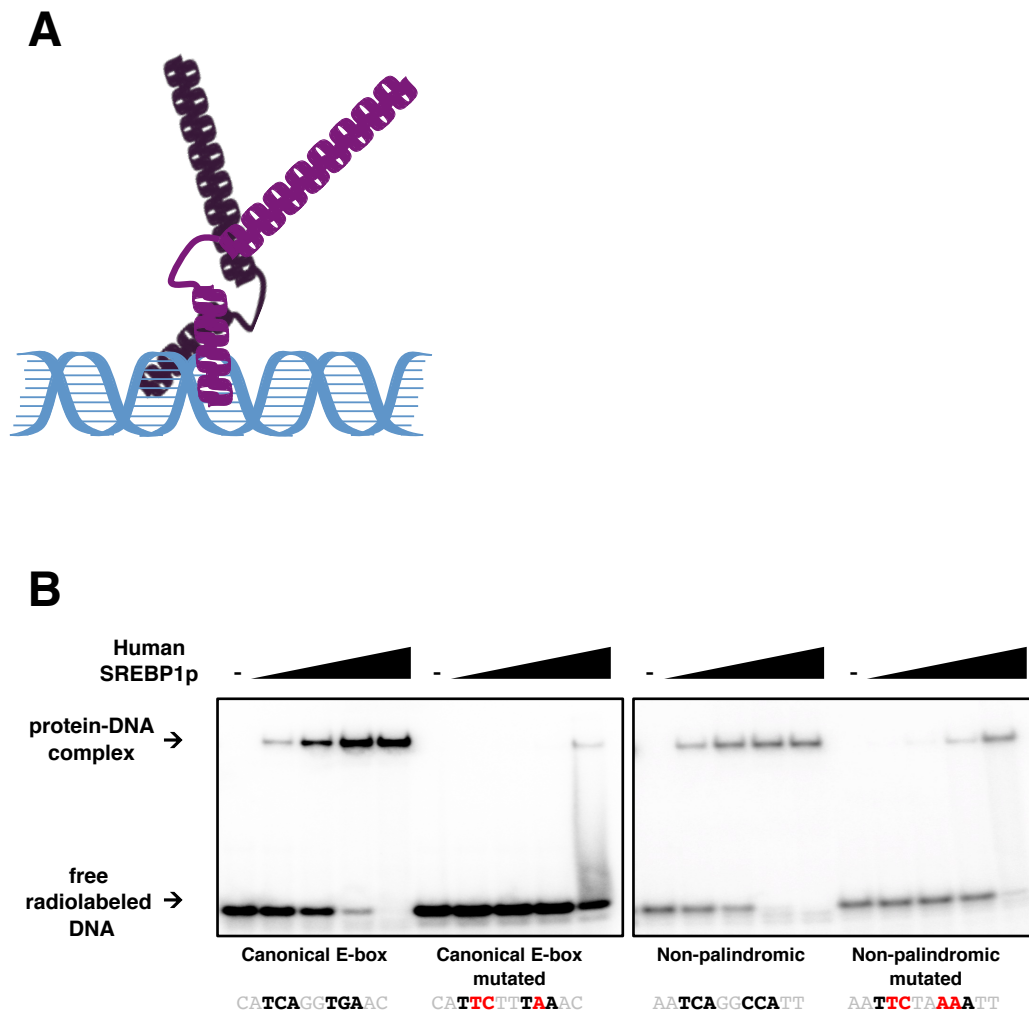 A
B
Human
SREBP1p
- - - -
protein-DNA
complex →
free
radiolabeled →
DNA
Canonical E-box
CATCAGGTGAAC
Canonical E-box
mutated
CATTCTTTAAAC
Non-palindromic
AATCAGGCCATT
Non-palindromic
mutated
AATTCTAAAATT